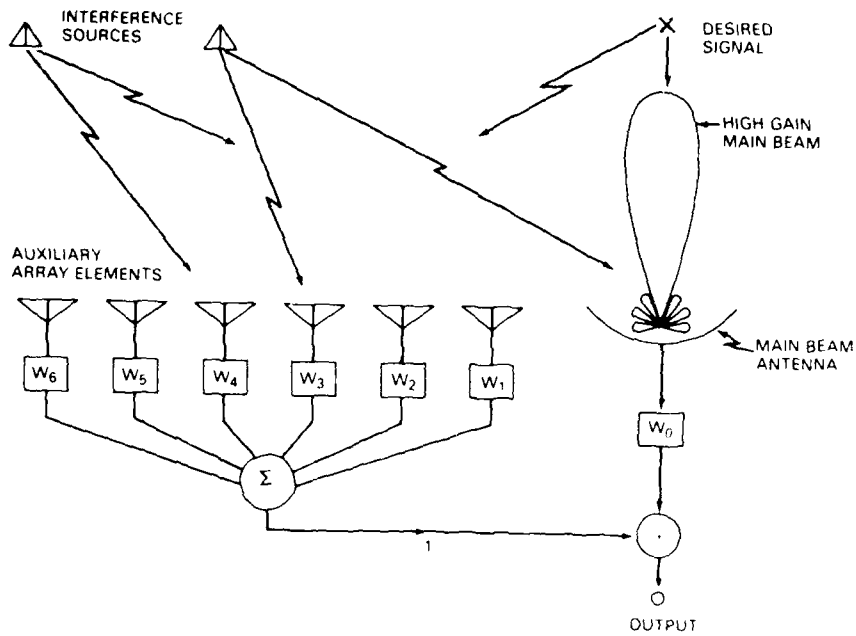 INTERFERENCE
SOURCES
DESIRED
SIGNAL
HIGH GAIN
MAIN BEAM
AUXILIARY
ARRAY ELEMENTS
W6 W5 W4 W3 W2 W1
MAIN BEAM
ANTENNA
W0
Σ
1
OUTPUT